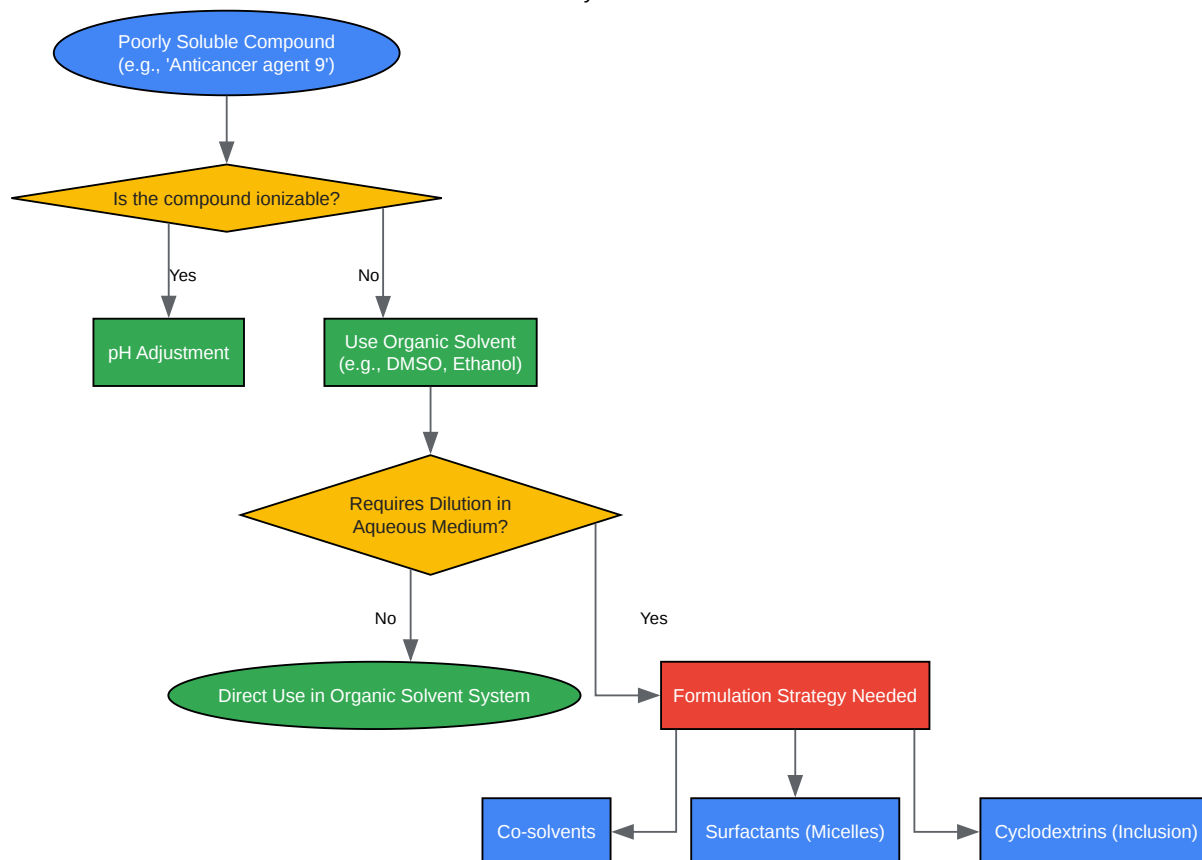 Poorly Soluble Compound
(e.g., 'Anticancer agent 9')
Is the compound ionizable?
Yes
No
pH Adjustment
Use Organic Solvent
(e.g., DMSO, Ethanol)
Requires Dilution in
Aqueous Medium?
No
Yes
Direct Use in Organic Solvent System
Formulation Strategy Needed
Co-solvents
Surfactants (Micelles)
Cyclodextrins (Inclusion)